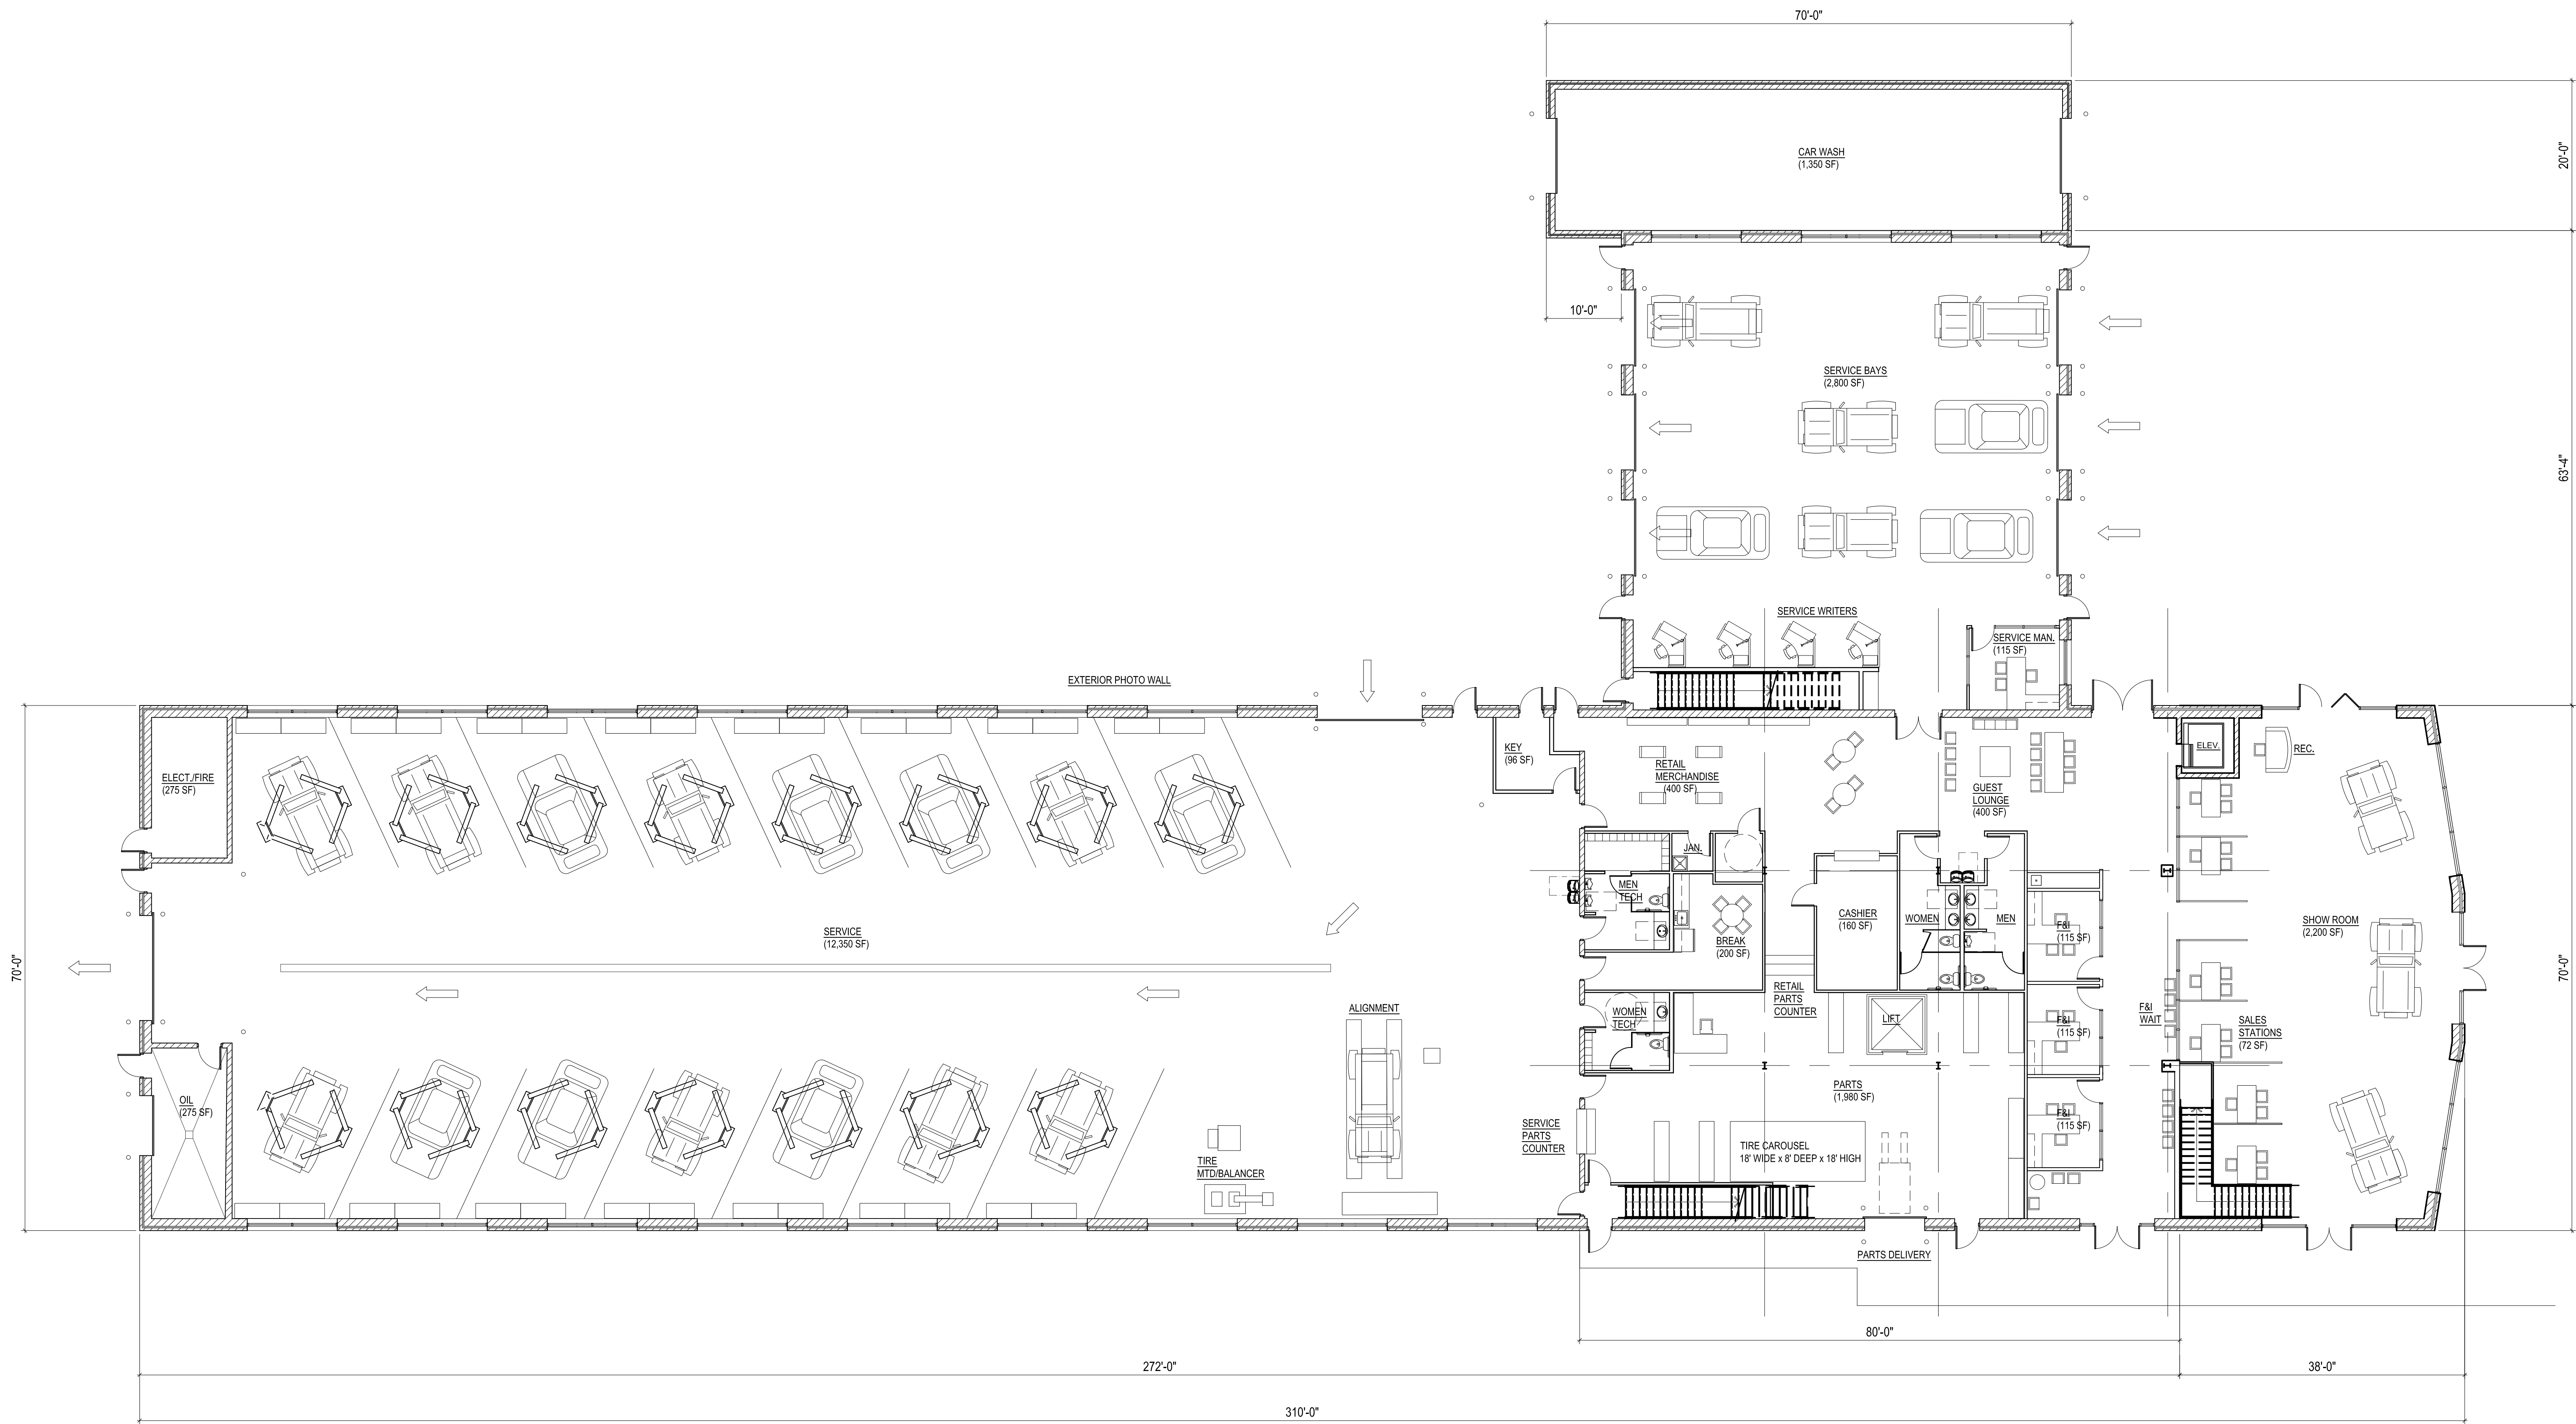 70'-0"
20'-0"
CAR WASH
(1,350 SF)
10'-0"
63'-4"
SERVICE BAYS
(2,800 SF)
SERVICE WRITERS
SERVICE MAN.
(115 SF)
EXTERIOR PHOTO WALL
KEY
(96 SF)
RETAIL
MERCHANDISE
(400 SF)
GUEST
LOUNGE
(400 SF)
ELEV.
REC.
ELECT./FIRE
(275 SF)
JAN.
MEN
TECH
BREAK
(200 SF)
CASHIER
(160 SF)
WOMEN
MEN
F&I
(115 SF)
SHOW ROOM
(2,200 SF)
SERVICE
(12,350 SF)
70'-0"
70'-0"
ALIGNMENT
WOMEN
TECH
RETAIL
PARTS
COUNTER
LIFT
F&I
(115 SF)
F&I
WAIT
SALES
STATIONS
(72 SF)
OIL
(275 SF)
PARTS
(1,980 SF)
F&I
(115 SF)
SERVICE
PARTS
COUNTER
TIRE
MTD/BALANCER
TIRE CAROUSEL
18' WIDE x 8' DEEP x 18' HIGH
PARTS DELIVERY
80'-0"
272'-0"
38'-0"
310'-0"